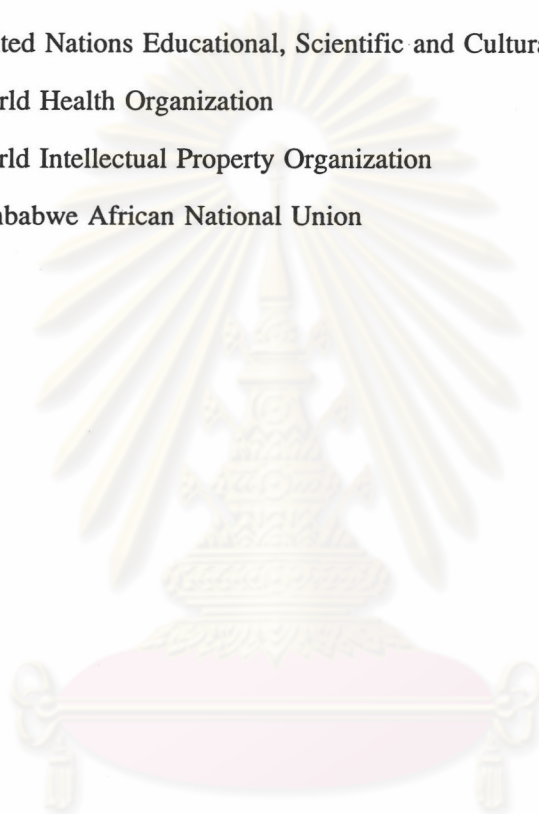 ted Nations Educational, Scientific and Cultura
rld Health Organization
rld Intellectual Property Organization
nbabwe African National Union